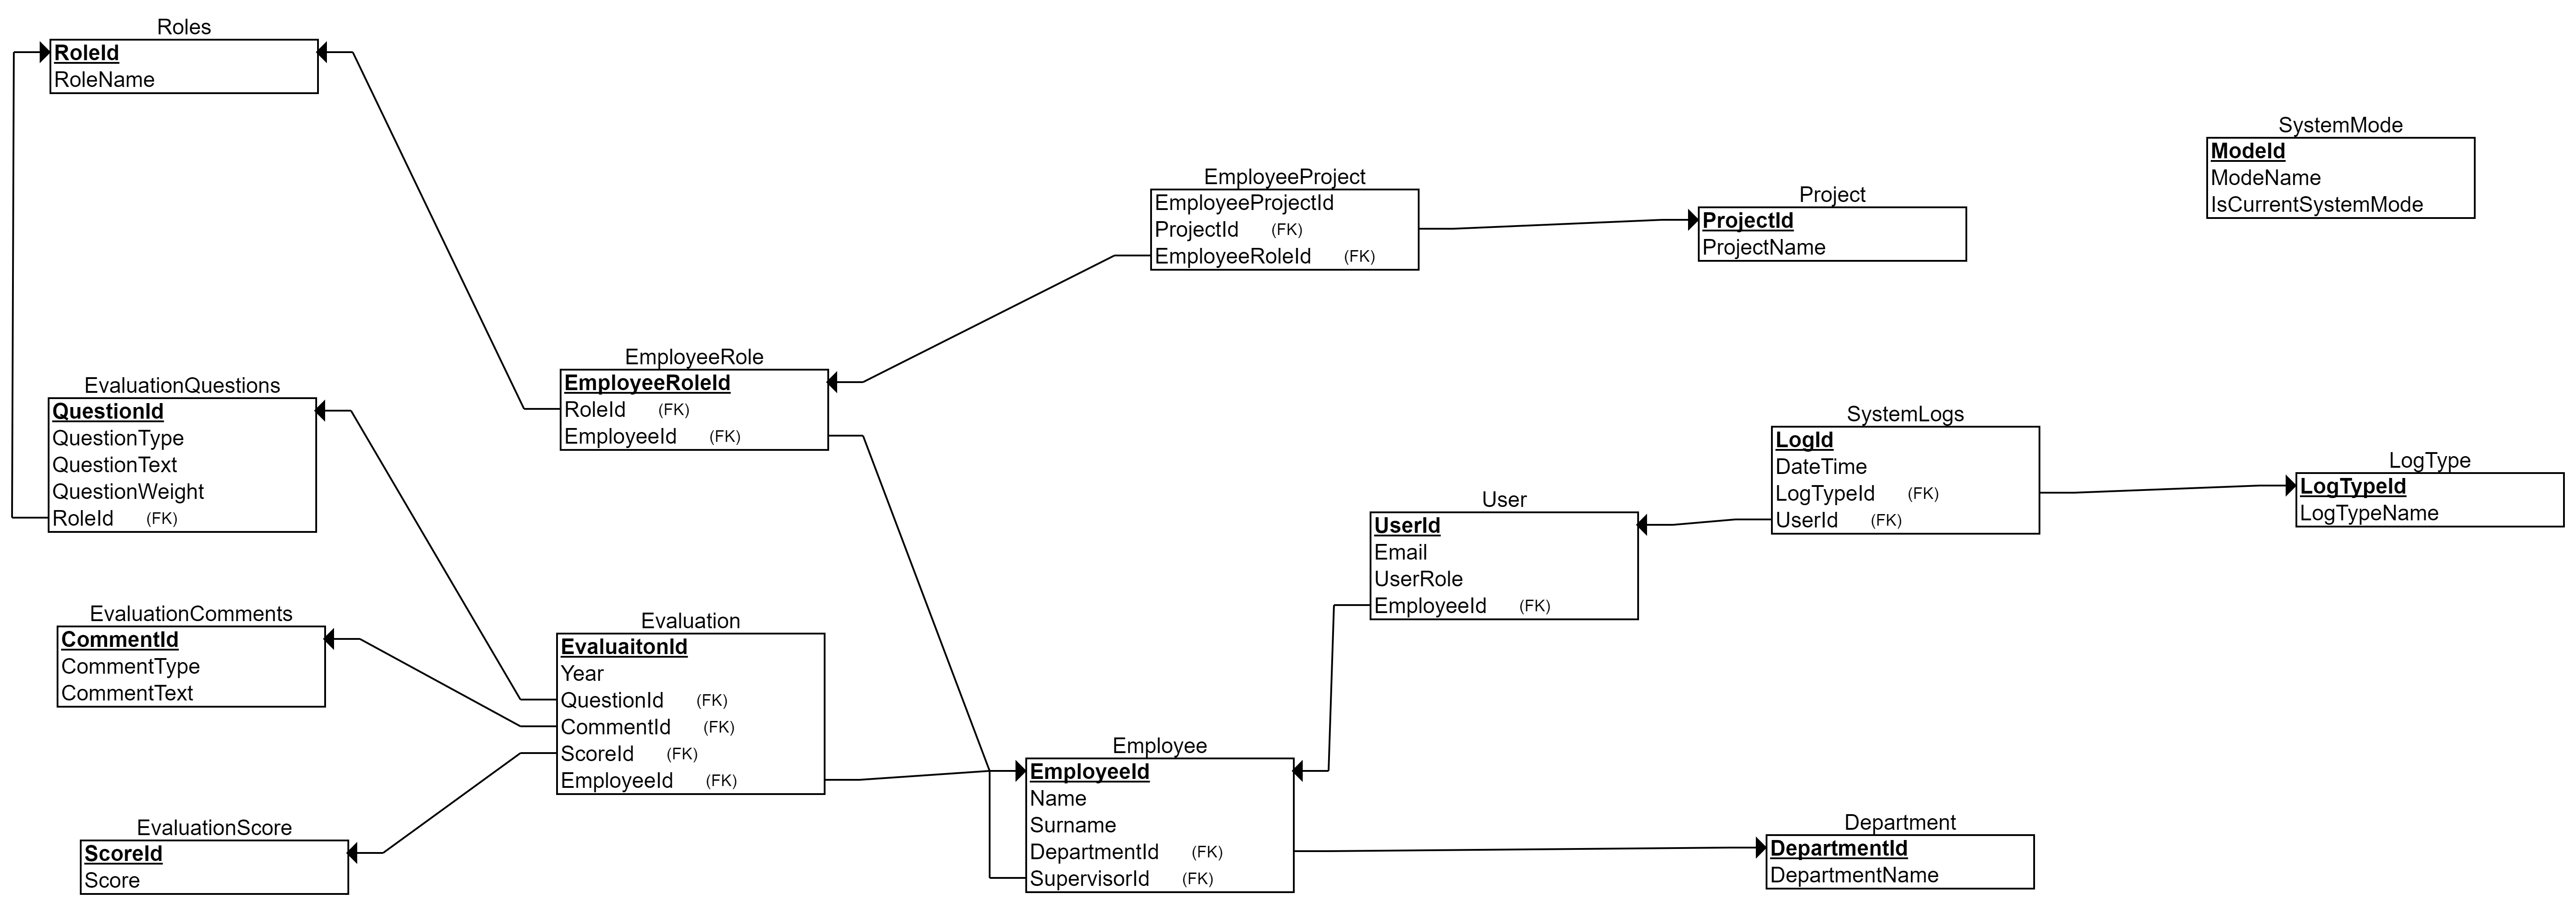 Roles
RoleId
RoleName
SystemMode
ModeId
ModeName
IsCurrentSystemMode
EmployeeProject
EmployeeProjectId
ProjectId (FK)
EmployeeRoleId (FK)
Project
ProjectId
ProjectName
EmployeeRole
EmployeeRoleId
RoleId (FK)
EmployeeId (FK)
EvaluationQuestions
QuestionId
QuestionType
QuestionText
QuestionWeight
RoleId (FK)
SystemLogs
LogId
DateTime
LogTypeId (FK)
UserId (FK)
LogType
LogTypeId
LogTypeName
User
UserId
Email
UserRole
EmployeeId (FK)
EvaluationComments
CommentId
CommentType
CommentText
Evaluation
EvaluaitonId
Year
QuestionId (FK)
CommentId (FK)
ScoreId (FK)
EmployeeId (FK)
Employee
EmployeeId
Name
Surname
DepartmentId (FK)
SupervisorId (FK)
EvaluationScore
ScoreId
Score
Department
DepartmentId
DepartmentName